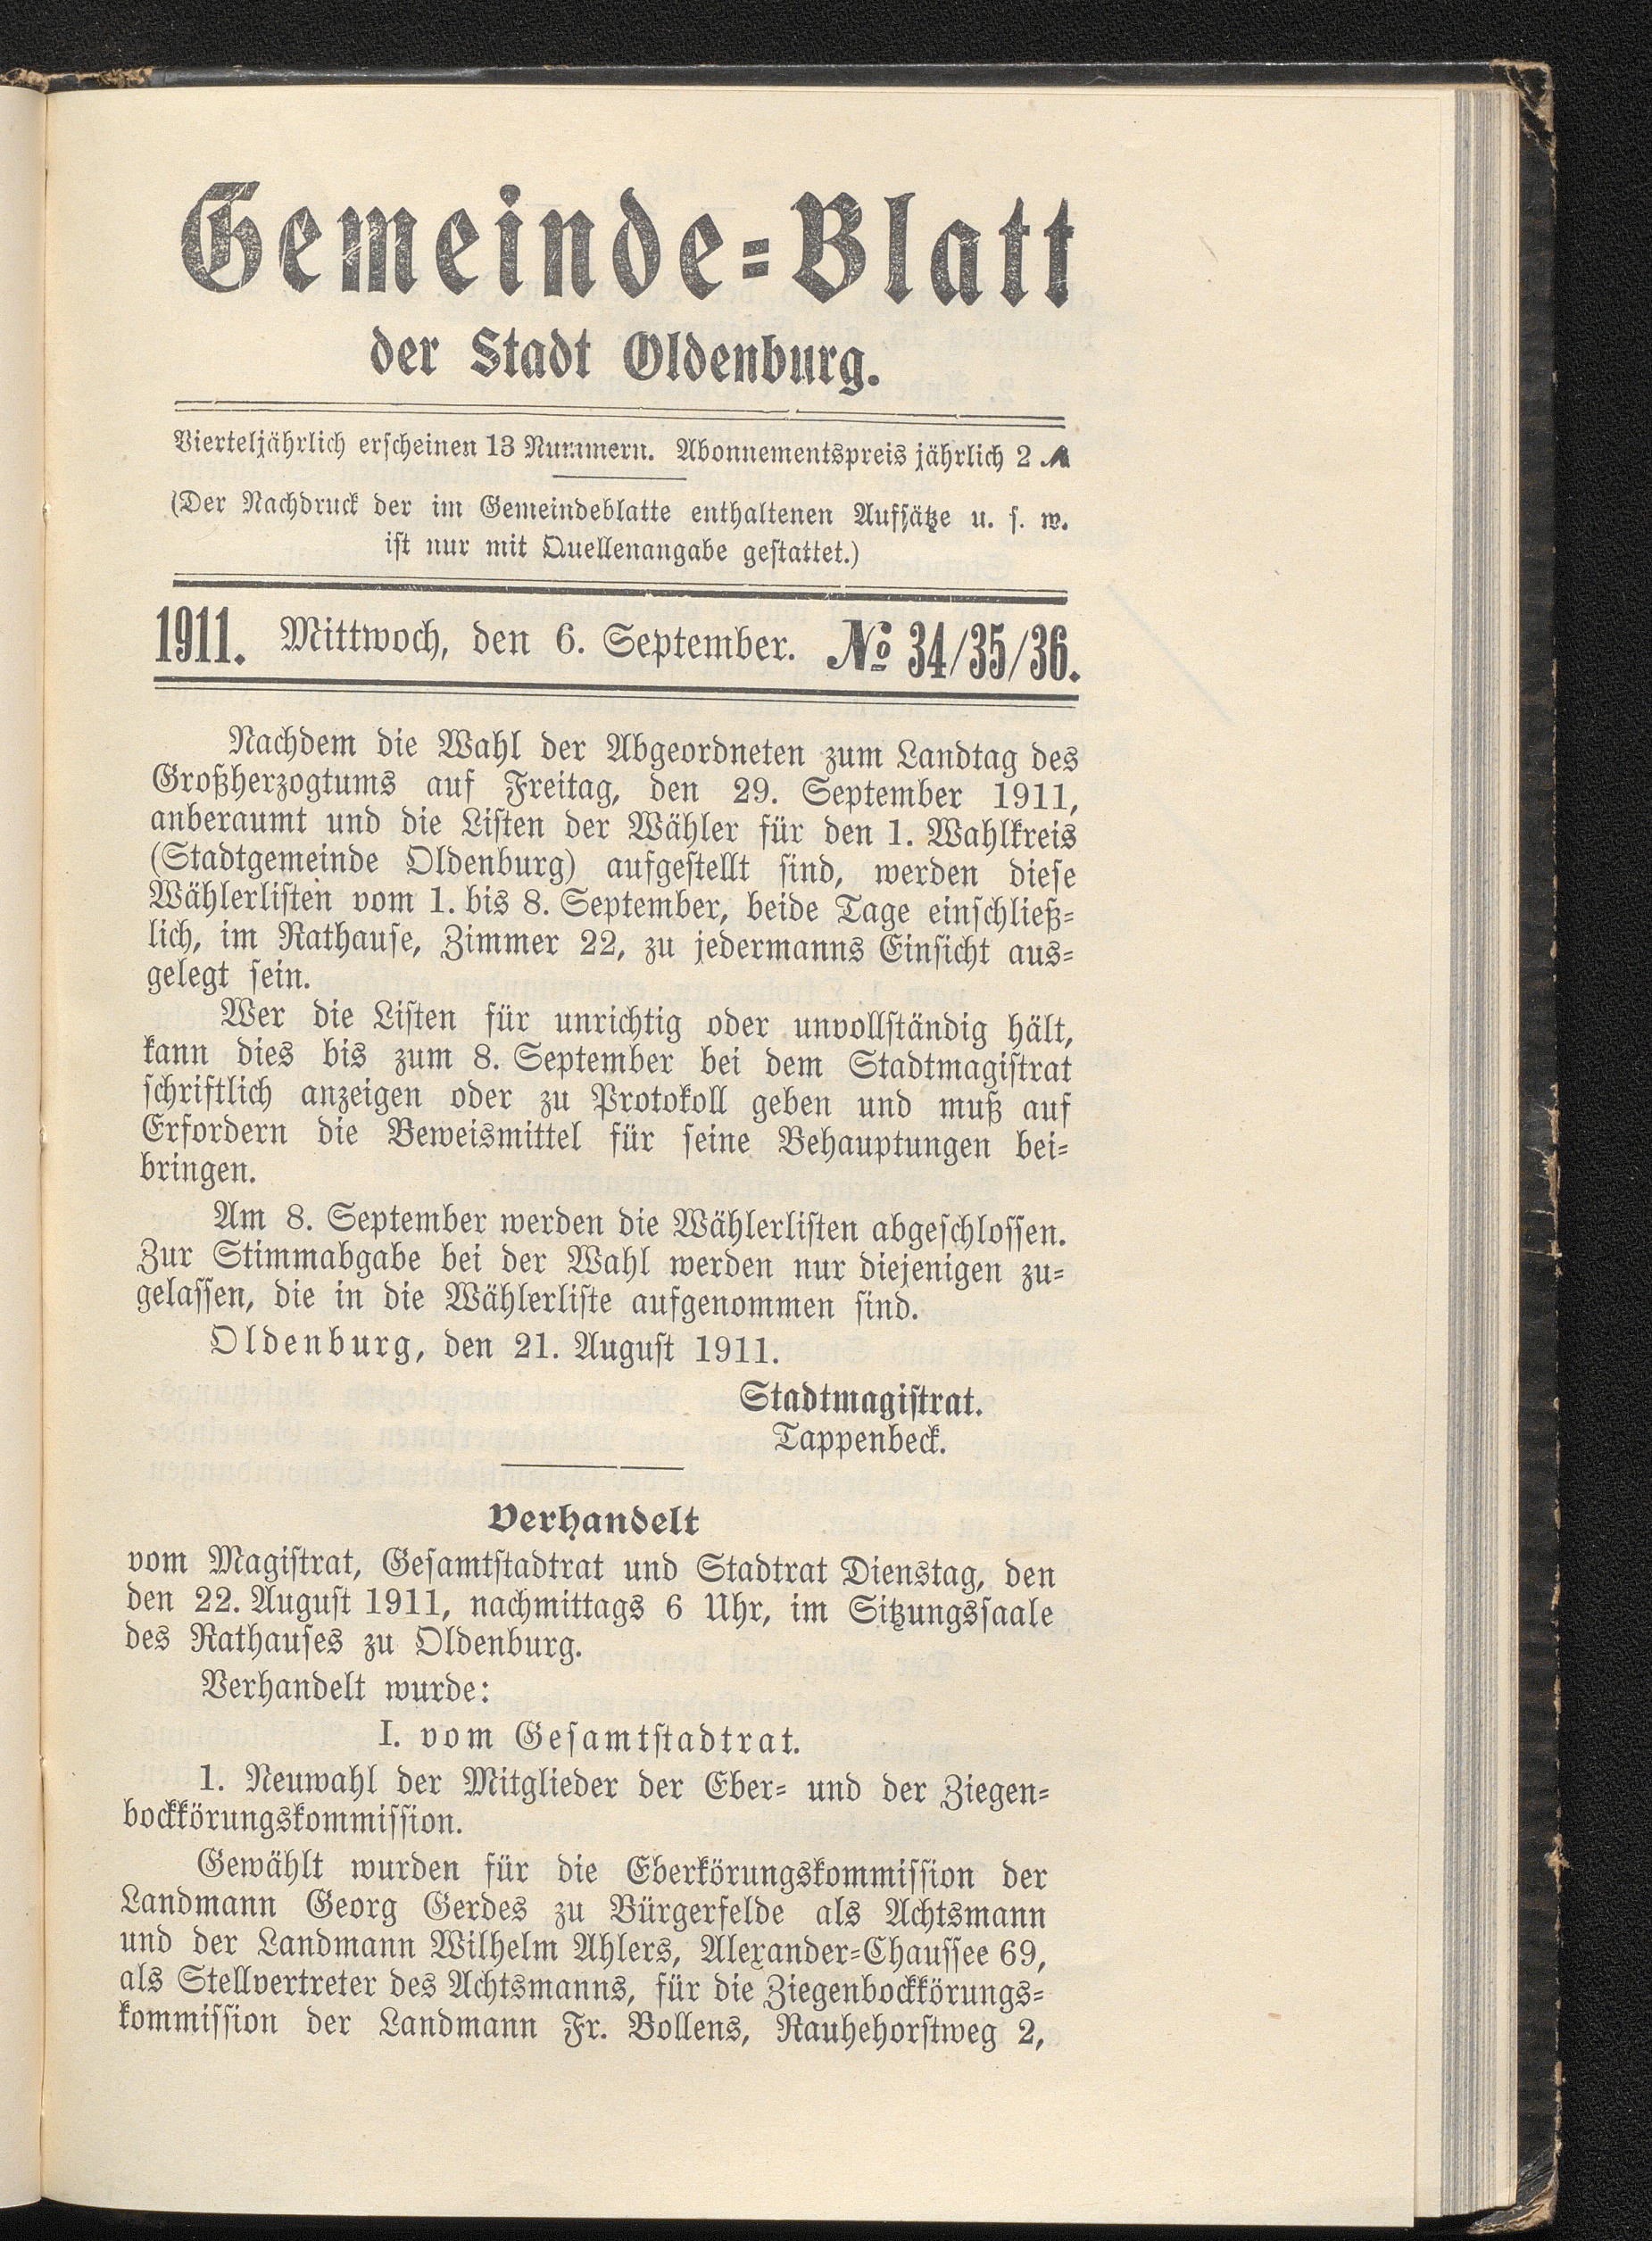 Gemeinde=Blatt
der Stadt Oldenburg.
Vierteljährlich erscheinen 13 Nummern. Abonnementspreis jährlich 2 ℳ
(Der Nachdruck der im Gemeindeblatte enthaltenen Aufsätze u. s. w.
ist nur mit Quellenangabe gestattet.)
1911. Mittwoch, den 6. September. № 34/35/36.
Nachdem die Wahl der Abgeordneten zum Landtag des
Großherzogtums auf Freitag, den 29. September 1911,
anberaumt und die Listen der Wähler für den 1. Wahlkreis
(Stadtgemeinde Oldenburg) aufgestellt sind, werden diese
Wählerlisten vom 1. bis 8. September, beide Tage einschließ=
lich, im Rathause, Zimmer 22, zu jedermanns Einsicht aus=
gelegt sein.
Wer die Listen für unrichtig oder unvollständig hält,
kann dies bis zum 8. September bei dem Stadtmagistrat
schriftlich anzeigen oder zu Protokoll geben und muß auf
Erfordern die Beweismittel für seine Behauptungen bei=
bringen.
Am 8. September werden die Wählerlisten abgeschlossen.
Zur Stimmabgabe bei der Wahl werden nur diejenigen zu=
gelassen, die in die Wählerliste aufgenommen sind.
Oldenburg, den 21. August 1911.
Stadtmagistrat.
Tappenbeck.
Verhandelt
vom Magistrat, Gesamtstadtrat und Stadtrat Dienstag, den
den 22. August 1911, nachmittags 6 Uhr, im Sitzungssaale
des Rathauses zu Oldenburg.
Verhandelt wurde:
I. vom Gesamtstadtrat.
1. Neuwahl der Mitglieder der Eber= und der Ziegen=
bockkörungskommission.
Gewählt wurden für die Eberkörungskommission der
Landmann Georg Gerdes zu Bürgerfelde als Achtsmann
und der Landmann Wilhelm Ahlers, Alexander=Chaussee 69,
als Stellvertreter des Achtsmanns, für die Ziegenbockkörungs=
kommission der Landmann Fr. Bollens, Rauhehorstweg 2,